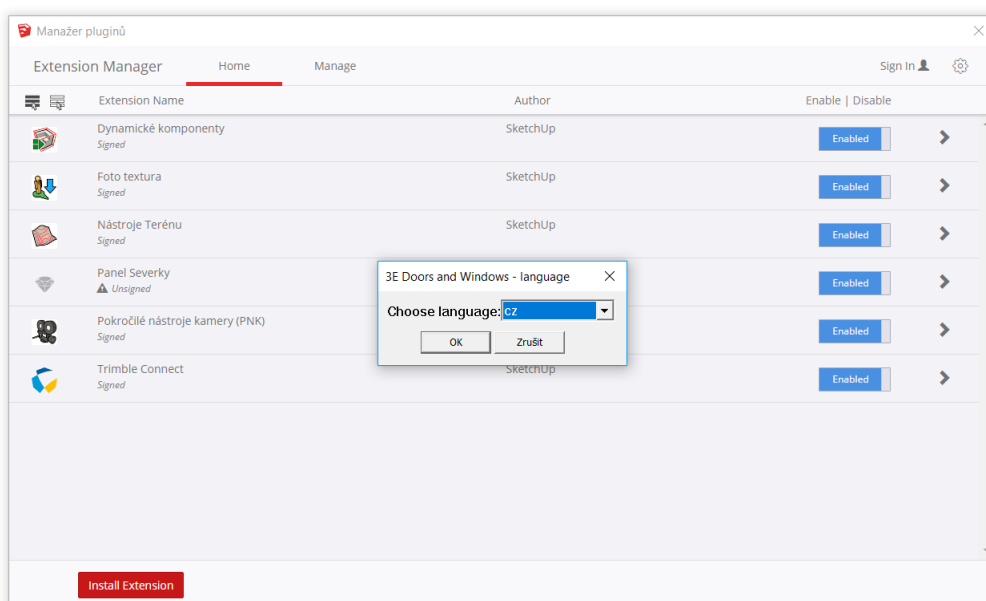 Manažer pluginů
Extension Manager Home Manage Sign In
Extension Name Author Enable | Disable
Dynamické komponenty SketchUp
Signed Enabled
Foto textura SketchUp
Signed Enabled
Nástroje Terénu SketchUp
Signed Enabled
Panel Severky
Unsigned Enabled
Pokročilé nástroje kamery (PNK)
Signed Enabled
Trimble Connect SketchUp
Signed Enabled
3E Doors and Windows - language
Choose language: cz
OK Zrušit
Install Extension